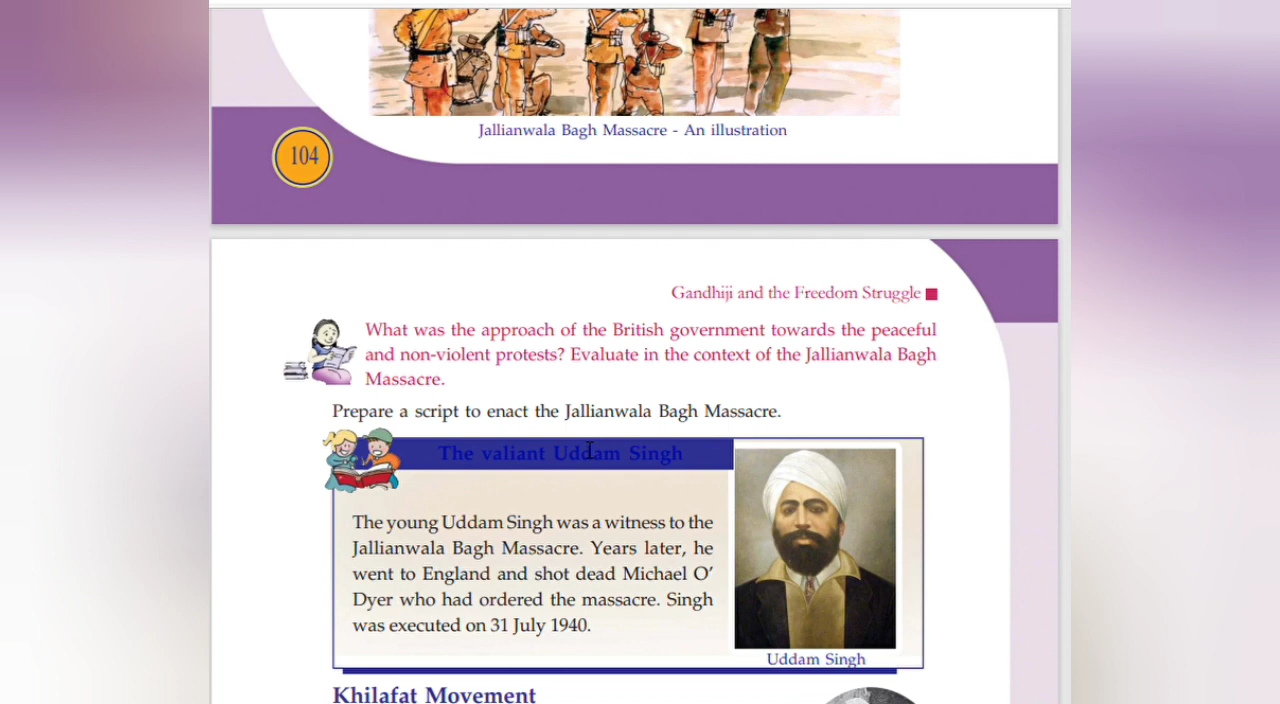 Jallianwala Bagh Massacre - An illustration
104
Gandhiji and the Freedom Struggle
What was the approach of the British government towards the peaceful
and non-violent protests? Evaluate in the context of the Jallianwala Bagh
Massacre.
Prepare a script to enact the Jallianwala Bagh Massacre.
The valiant Uddam Singh
The young Uddam Singh was a witness to the
Jallianwala Bagh Massacre. Years later, he
went to England and shot dead Michael O'
Dyer who had ordered the massacre. Singh
was executed on 31 July 1940.
Uddam Singh
Khilafat Movement